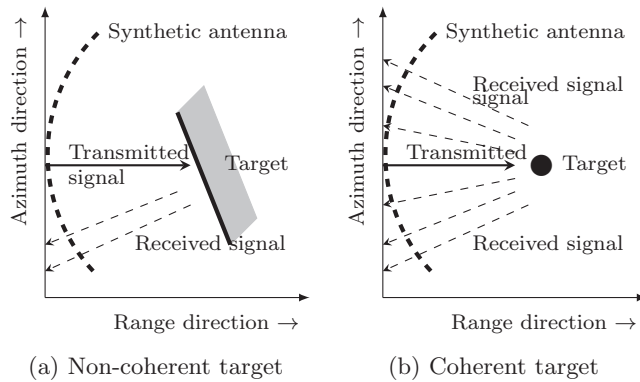 Synthetic antenna
Azimuth direction →
Transmitted
signal
Target
Received signal
Range direction →
(a) Non-coherent target
Synthetic antenna
Azimuth direction →
Received signal
signal
Transmitted
Target
Received signal
Range direction →
(b) Coherent target